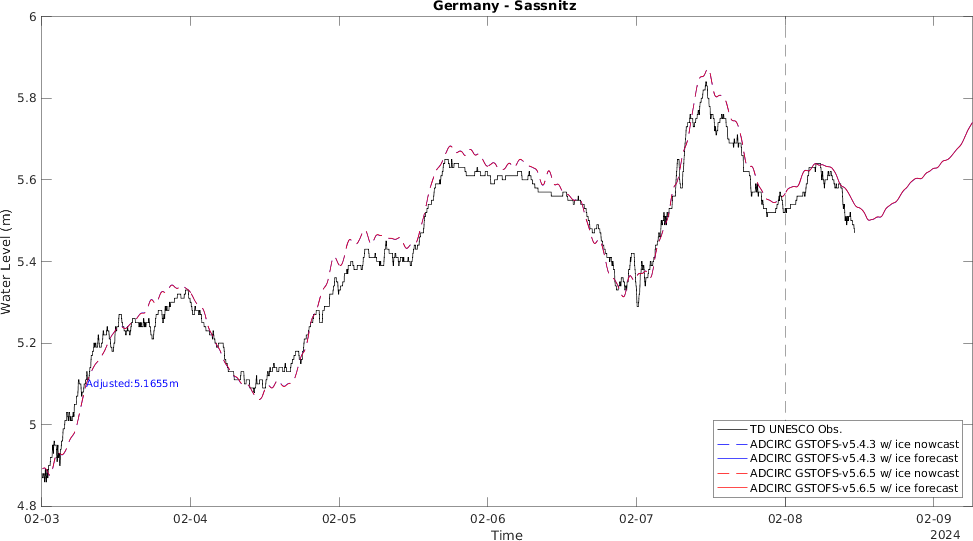 Germany - Sassnitz
6
5.8
5.6
5.4
5.2
5
4.8
Water Level (m)
Adjusted:5.1655m
TD UNESCO Obs.
ADCIRC GSTOFS-v5.4.3 w/ ice nowcast
ADCIRC GSTOFS-v5.4.3 w/ ice forecast
ADCIRC GSTOFS-v5.6.5 w/ ice nowcast
ADCIRC GSTOFS-v5.6.5 w/ ice forecast
02-03 02-04 02-05 02-06 02-07 02-08 02-09
Time
2024